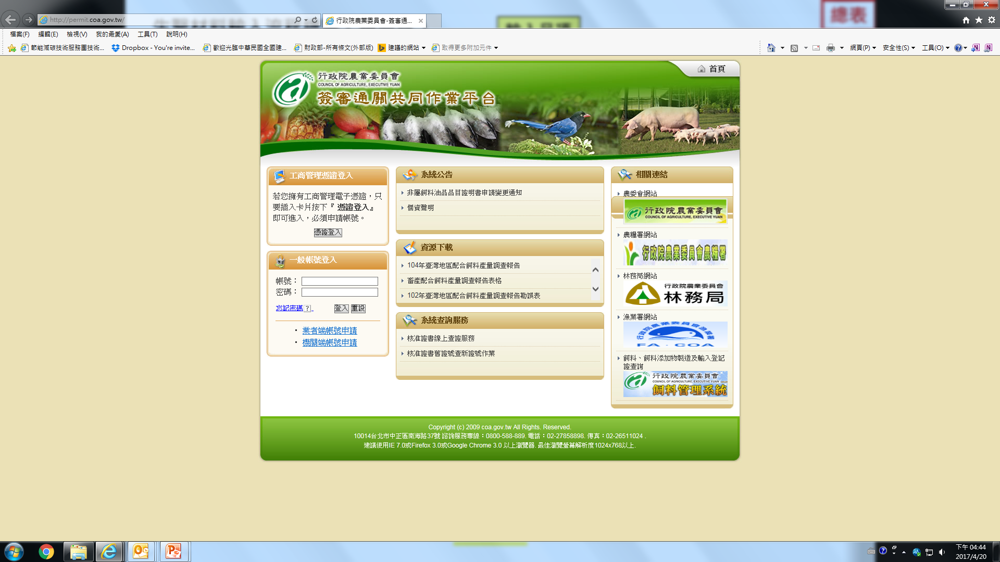 總表
http://permit.coa.gov.tw/
行政院農業委員會-簽審通...
檔案(F) 編輯(E) 檢視(V) 我的最愛(A) 工具(T) 說明(H)
節能減碳技術服務團技術... Dropbox - You're invite... 歡迎光臨中華民國全國建... 財政部-所有條文(外部版) 建議的網站 取得更多附加元件
網頁(P) 安全性(S) 工具(O)
首頁
行政院農業委員會
COUNCIL OF AGRICULTURE, EXECUTIVE YUAN
簽審通關共同作業平台
工商管理憑證登入
若您擁有工商管理電子憑證，只
要插入卡片按下『 憑證登入』
即可進入，必須申請帳號。
憑證登入
一般帳號登入
帳號：
密碼：
忘記密碼? 登入 重設
業者端帳號申請
機關端帳號申請
系統公告
非屬飼料油品品目證明書申請變更通知
個資聲明
資源下載
104年臺灣地區配合飼料產量調查報告
畜產配合飼料產量調查報告表格
102年臺灣地區配合飼料產量調查報告勘誤表
系統查詢服務
核准證書線上查證服務
核准證書舊證號查新證號作業
相關連結
農委會網站
行政院農業委員會
COUNCIL OF AGRICULTURE, EXECUTIVE YUAN
農糧署網站
行政院農業委員會農糧署
林務局網站
行政院農業委員會
林務局
漁業署網站
行政院農業委員會漁業署
FA·COA
飼料、飼料添加物製造及輸入登記
證查詢
行政院農業委員會
COUNCIL OF AGRICULTURE, EXECUTIVE YUAN
飼料管理系統
Copyright (c) 2009 coa.gov.tw All Rights. Reserved.
10014台北市中正區南海路37號 諮詢服務專線：0800-588-889. 電話：02-27858898. 傳真：02-26511024 .
建議使用IE 7.0或Firefox 3.0或Google Chrome 3.0 以上瀏覽器. 最佳瀏覽螢幕解析度1024x768以上.
下午 04:44
2017/4/20